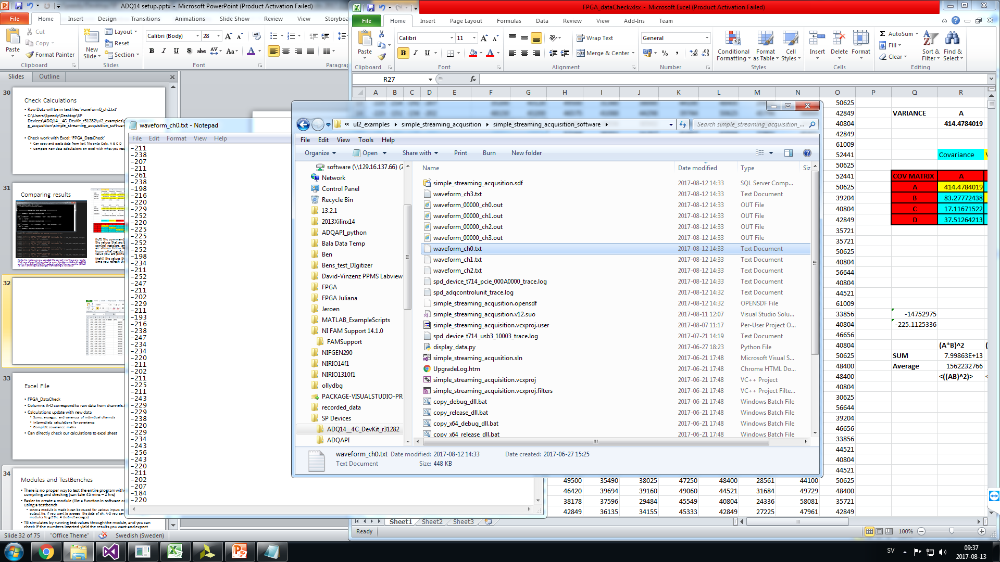 ADQ14 setup.pptx - Microsoft PowerPoint (Product Activation Failed)
File Home Insert Design Transitions Animations Slide Show Review View Storyboa
Paste Cut Copy Format Painter
New Slide Layout Reset Section
Calibri (Body) 28
Clipboard Slides Font Paragrap
Slides Outline
30
Check Calculations
• Raw Data will be in textfiles 'waveform0_ch2.txt'
• C:\Users\Speedy\Desktop\SP
• Check work with Excel: 'FPGA_DataCheck'
• Can copy and paste data from text file onto Cols. A B C D
31
Comparing results
32
33
Excel File
• FPGA_DataCheck
• Columns A-D correspond to raw data from channels
• Calculations update with new data
• Sums, averages, and variances of individual channels
• Intermediate calculations for covariance
• Complete covariance matrix
• Can directly check our calculations to excel sheet
34
Modules and TestBenches
• There is no proper way to test the entire program with
compiling and checking (can take 45 mins – 2 hrs)
• Easier to create a module (like a function in software co
using a testbench
• TB simulates by running test values through the module, and you
check if the numbers inserted yield the results you want and expect
Slide 32 of 75 "Office Theme" Swedish (Sweden)
waveform_ch0.txt - Notepad
File Edit Format View Help
-211
-238
-207
-211
-261
-238
-198
-216
-220
-229
-252
-220
-225
-252
-225
-252
-198
-234
-211
-252
-247
-211
-202
-229
-211
-193
-216
-238
-247
-234
-234
-220
-211
-202
-211
-225
-211
-243
-229
-229
-238
-220
-229
-234
-243
-256
-243
-220
-211
-202
-207
-184
-220
FPGA_dataCheck.xlsx - Microsoft Excel (Product Activation Failed)
File Home Insert Page Layout Formulas Data Review View Add-Ins Team
Paste Calibri 11 Wrap Text Merge & Center General
Conditional Formatting Format as Table Cell Styles Insert Delete Format
AutoSum Fill Clear Sort & Filter Find & Select
Clipboard Font Alignment Number Styles Cells Editing
R27 fx
A B C D E F G H I J K L M N O P Q R
50625
42849 VARIANCE A
40804 414.4784019
42849
61009
52441 Covariance
50625
52441 COV MATRIX A
50625 A 414.4784019
39204 B 83.27772438
40804 C 17.11671522
42849 D 37.51264213
35721
35721
50625
40804
56644
40804
44521
61009
33856 -14752975
40804 -225.1125336
46656
40804 (A*B)^2
50625 SUM 7.99863E+13
48400 Average 1562232766
48400 <((AB)^2)>
40804
30625
56644
39204
46656
33856
44521
40804
44521
49500 35490 38025 47250 48400 28561 44100 50625
46420 39694 39160 49060 44521 31684 49729 48400
38178 37596 29484 45549 40804 24336 58081 35721
42849 36135 34155 45333 42849 27225 47961 42849
Sheet1 Sheet2 Sheet3
Ready 100%
« ul2_examples simple_streaming_acqusition simple_streaming_acquisition_software
Search simple_streaming_acquisition_...
File Edit View Tools Help
Organize Open Share with Print Burn New folder
software (\\129.16.137.66) (Z
Network
Control Panel
Recycle Bin
13.2.1
2013Xilinx14
ADQAPI_python
Bala Data Temp
Ben
Bens_test_DIgitizer
David-Vinzenz PPMS Labview
FPGA
FPGA Juliana
Jeroen
MATLAB_ExampleScripts
NI FAM Support 14.1.0
FAMSupport
NIFGEN290
NIRIO14f1
NIRIO1310f1
ollydbg
PACKAGE-VISUALSTUDIO-PR
recorded_data
SP Devices
ADQ14__4C_DevKit_r31282
ADQAPI
Name Date modified Type Siz
simple_streaming_acqusition.sdf 2017-08-12 14:33 SQL Server Comp...
waveform_ch3.txt 2017-08-12 14:33 Text Document
waveform_00000_ch0.out 2017-08-12 14:33 OUT File
waveform_00000_ch1.out 2017-08-12 14:33 OUT File
waveform_00000_ch2.out 2017-08-12 14:33 OUT File
waveform_00000_ch3.out 2017-08-12 14:33 OUT File
waveform_ch0.txt 2017-08-12 14:33 Text Document
waveform_ch1.txt 2017-08-12 14:33 Text Document
waveform_ch2.txt 2017-08-12 14:33 Text Document
spd_device_t714_pcie_000A0000_trace.log 2017-08-12 14:33 Text Document
spd_adqcontrolunit_trace.log 2017-08-12 14:32 Text Document
simple_streaming_acqusition.opensdf 2017-08-12 14:32 OPENSDF File
simple_streaming_acqusition.v12.suo 2017-08-11 12:07 Visual Studio Solu...
simple_streaming_acquisition.vcxproj.user 2017-08-07 11:17 Per-User Project O...
spd_device_t714_usb3_10003_trace.log 2017-07-21 14:19 Text Document
display_data.py 2017-06-27 18:23 Python File
simple_streaming_acqusition.sln 2017-06-21 17:48 Microsoft Visual S...
UpgradeLog.htm 2017-06-21 17:48 Chrome HTML Do...
simple_streaming_acquisition.vcxproj 2017-06-21 17:48 VC++ Project
simple_streaming_acquisition.vcxproj.filters 2017-06-21 17:48 VC++ Project Filte...
copy_debug_dll.bat 2017-06-21 17:48 Windows Batch File
copy_release_dll.bat 2017-06-21 17:48 Windows Batch File
copy_x64_debug_dll.bat 2017-06-21 17:48 Windows Batch File
copy_x64_release_dll.bat 2017-06-21 17:48 Windows Batch File
waveform_ch0.txt Date modified: 2017-08-12 14:33 Date created: 2017-06-27 15:25
Text Document Size: 448 KB
SV 09:37
2017-08-13